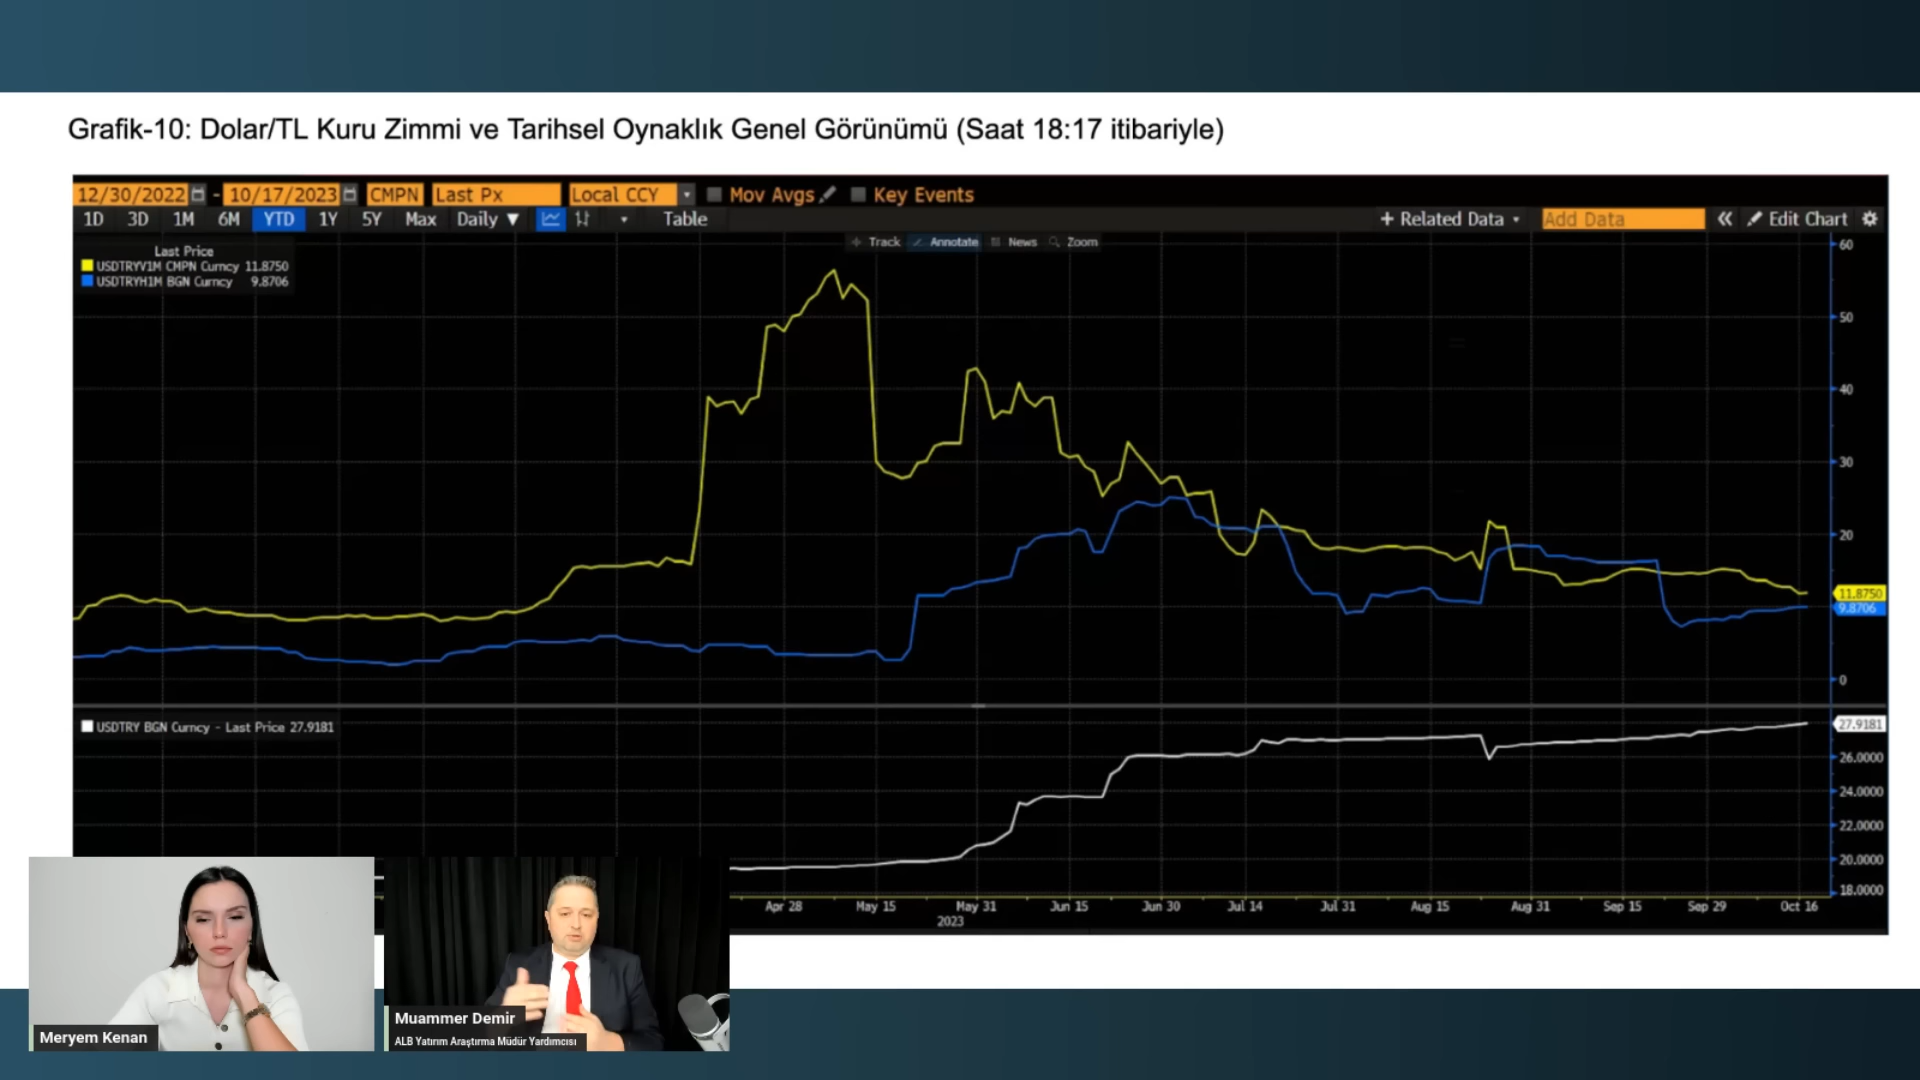 Grafik-10: Dolar/TL Kuru Zimmi ve Tarihsel Oynaklık Genel Görünümü (Saat 18:17 itibariyle)
12/30/2022 - 10/17/2023 CMPN Last Px Local CCY Mov Avgs Key Events
1D 3D 1M 6M YTD 1Y 5Y Max Daily ▼ Table + Related Data Add Data « Edit Chart
Track Annotate News Zoom
Last Price
USDTRYV1M CMPN Curncy 11.8750
USDTRYH1M BGN Curncy 9.8706
60
50
40
30
20
11.8750
9.8706
0
USDTRY BGN Curncy - Last Price 27.9181
27.9181
26.0000
24.0000
22.0000
20.0000
18.0000
Apr 28 May 15 May 31 Jun 15 Jun 30 Jul 14 Jul 31 Aug 15 Aug 31 Sep 15 Sep 29 Oct 16
2023
Meryem Kenan
Muammer Demir
ALB Yatırım Araştırma Müdür Yardımcısı